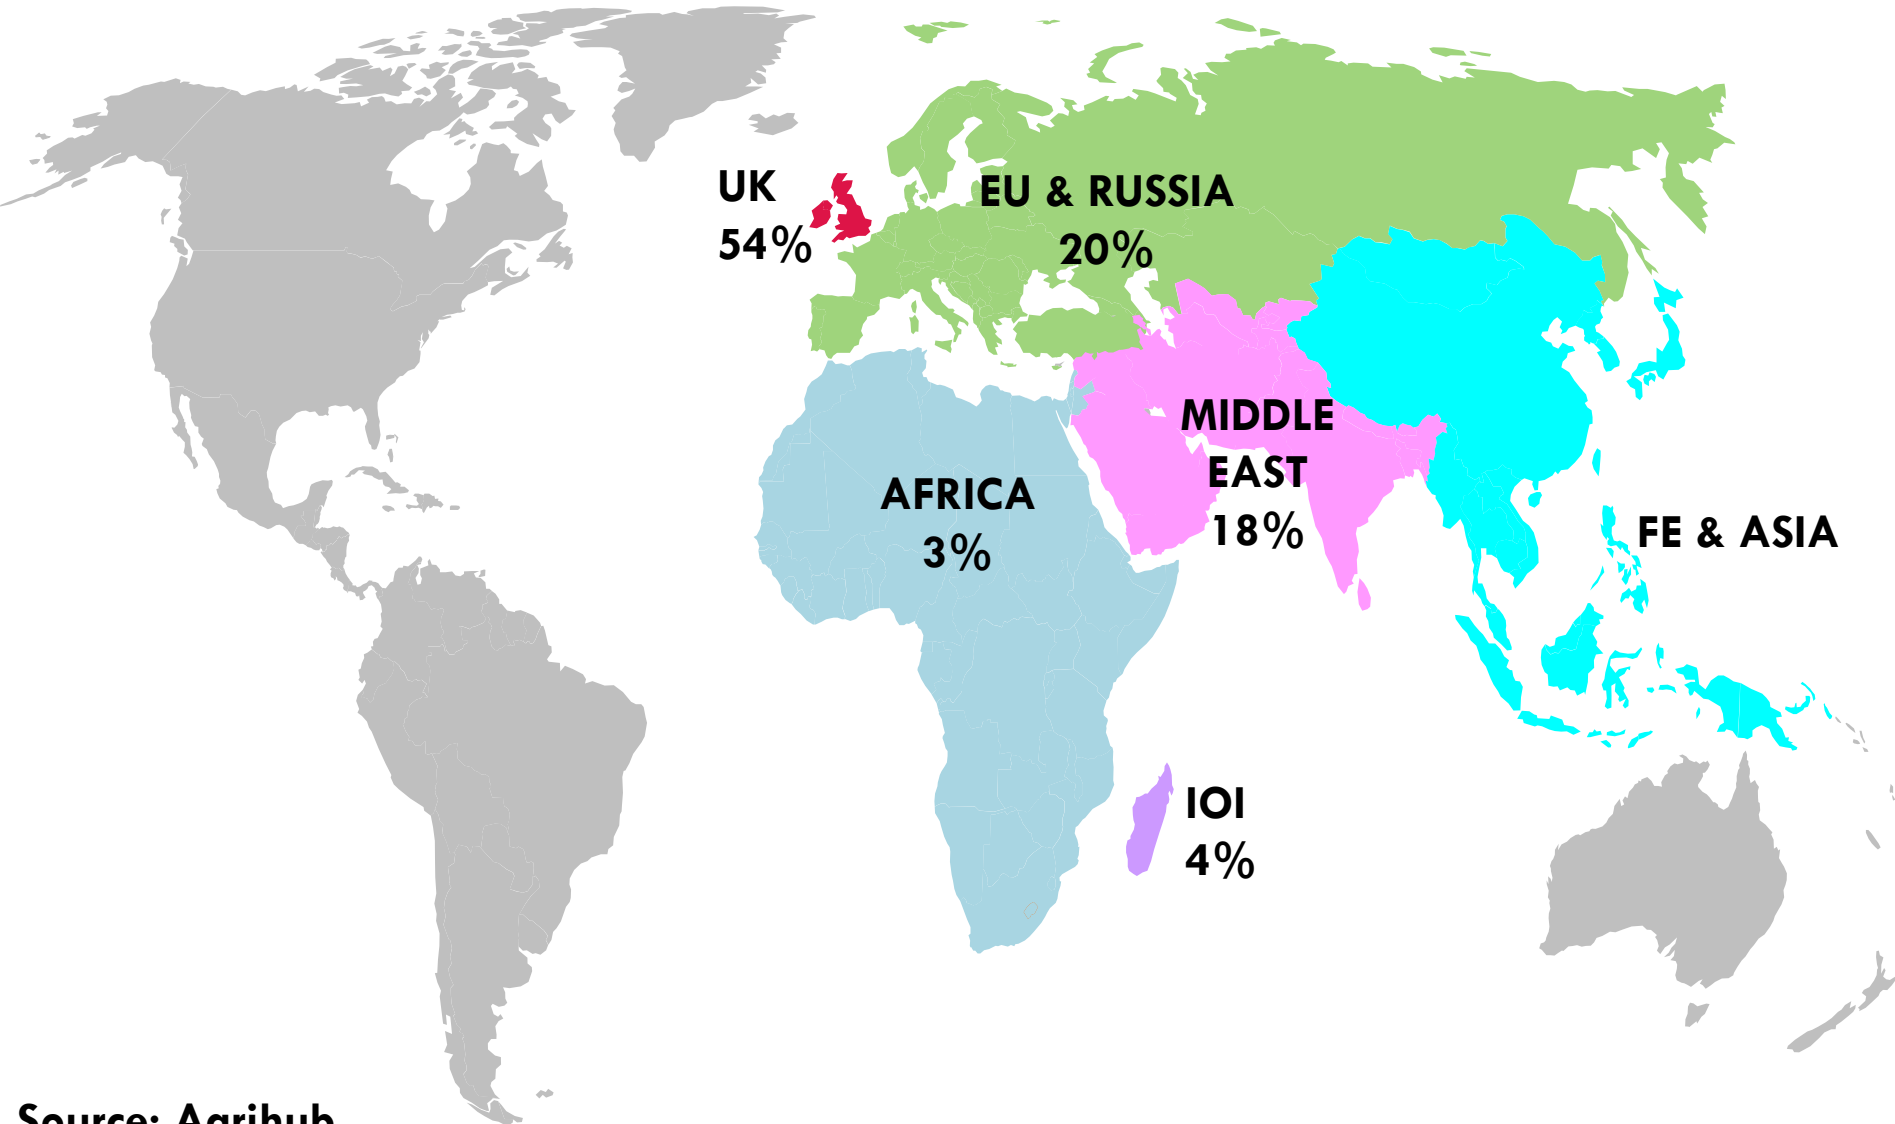 UK
54%
EU & RUSSIA
20%
MIDDLE
EAST
18%
AFRICA
3%
FE & ASIA
IOI
4%
Source: Agrihub